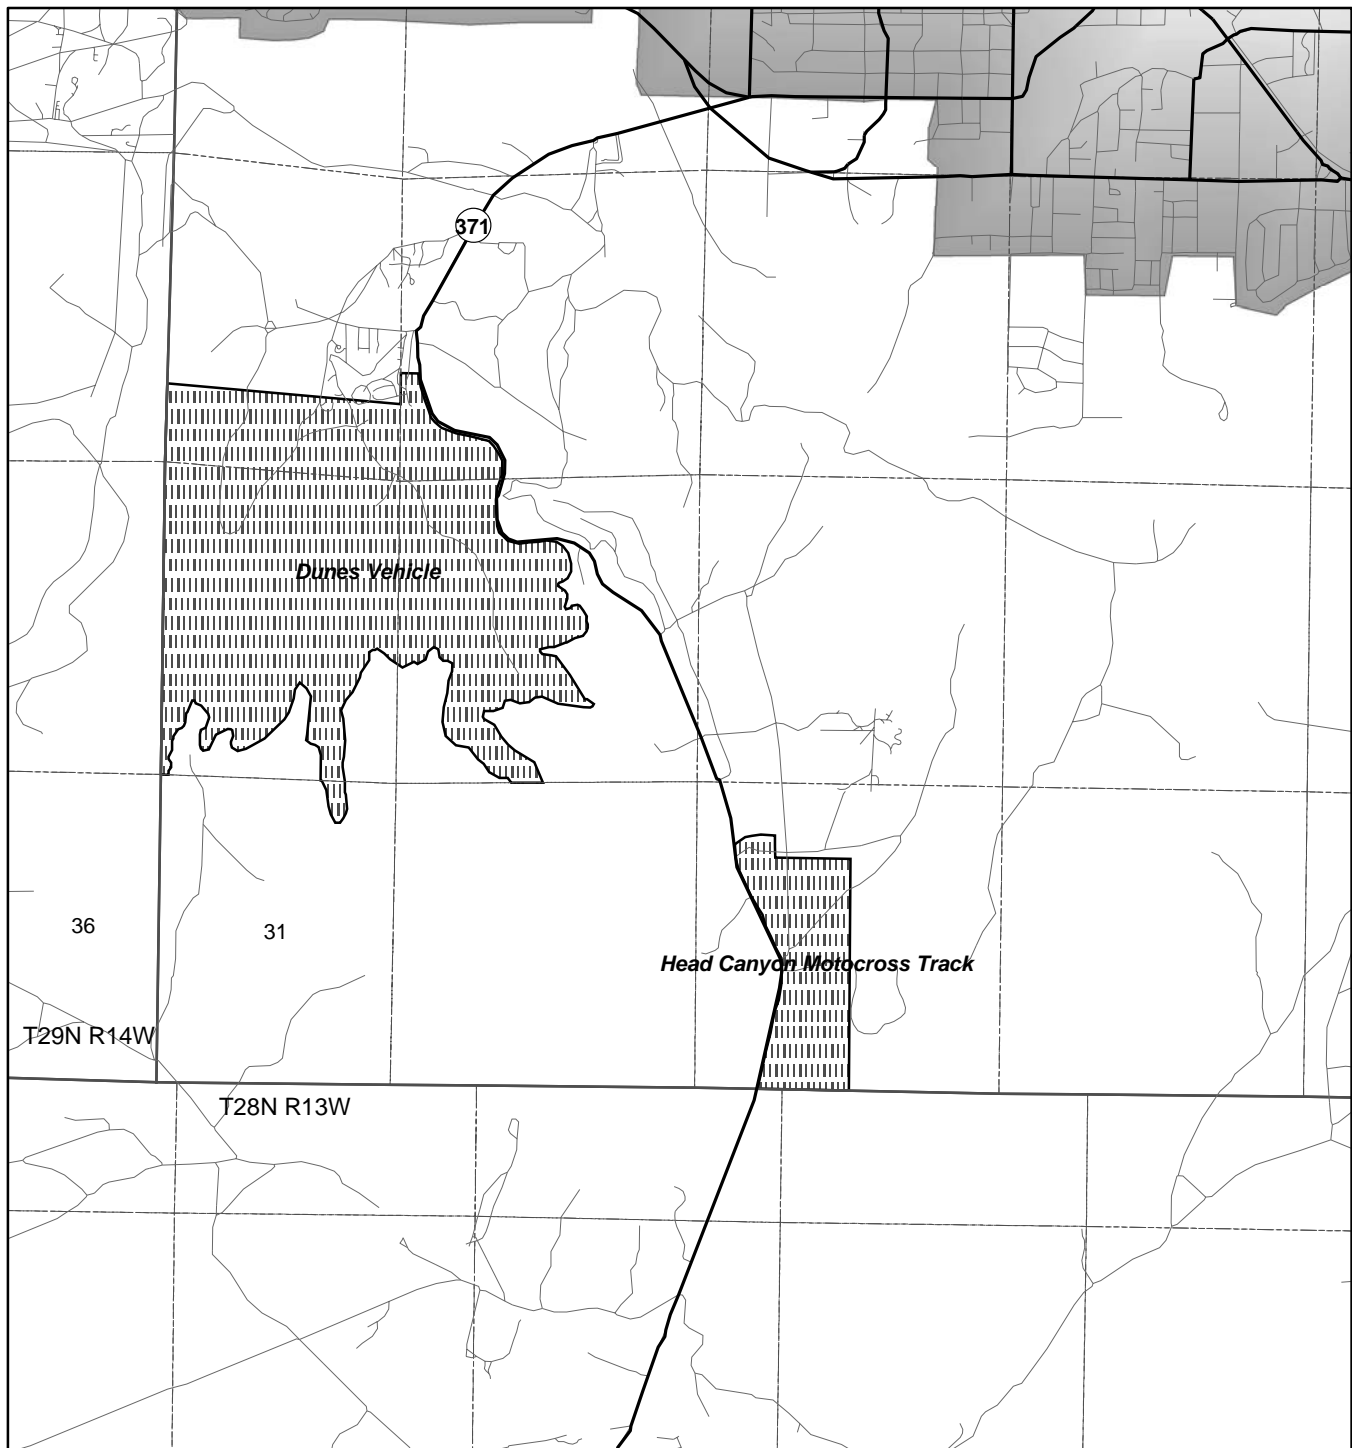 371
Dunes Vehicle
36
31
Head Canyon Motocross Track
T29N R14W
T28N R13W